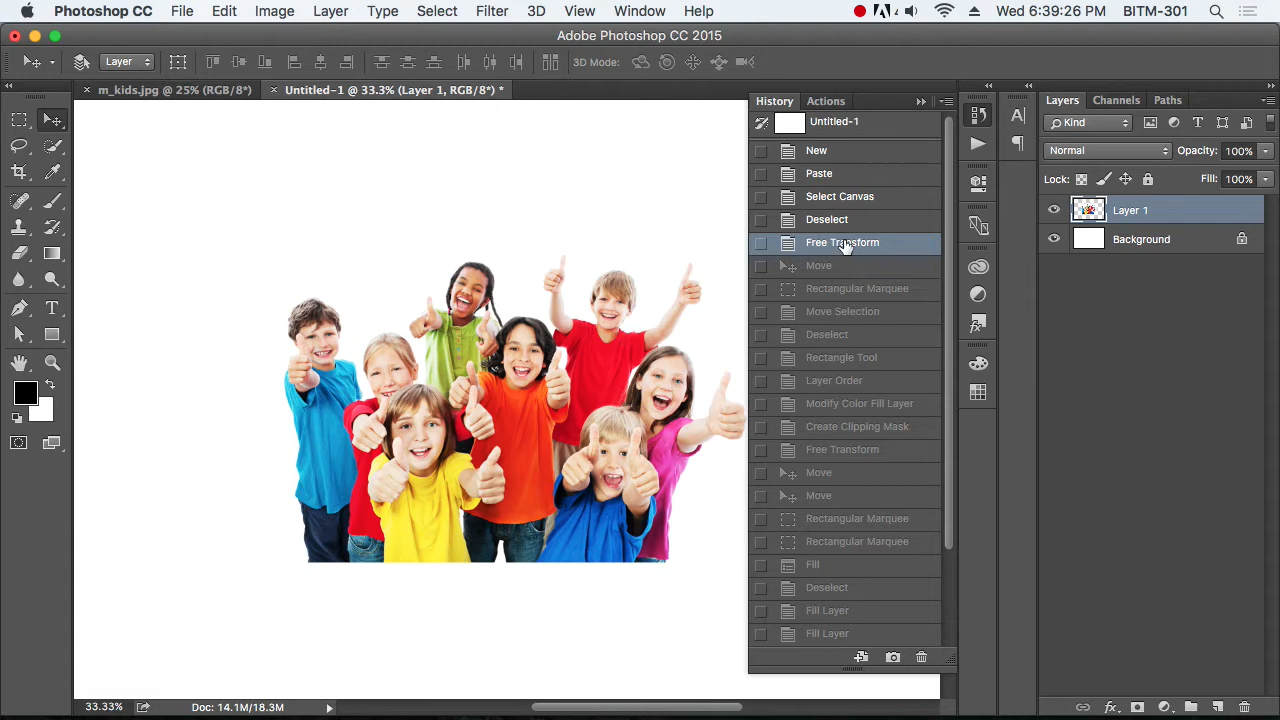 Photoshop CC File Edit Image Layer Type Select Filter 3D View Window Help 4 Wed 6:39:26 PM BITM-301
Adobe Photoshop CC 2015
Layer 3D Mode:
m_kids.jpg @ 25% (RGB/8*) Untitled-1 @ 33.3% (Layer 1, RGB/8*) *
History Actions
Untitled-1
New
Paste
Select Canvas
Deselect
Free Transform
Move
Rectangular Marquee
Move Selection
Deselect
Rectangle Tool
Layer Order
Modify Color Fill Layer
Create Clipping Mask
Free Transform
Move
Move
Rectangular Marquee
Rectangular Marquee
Fill
Deselect
Fill Layer
Fill Layer
Layers Channels Paths
Kind
Normal Opacity: 100%
Lock: Fill: 100%
Layer 1
Background
33.33% Doc: 14.1M/18.3M